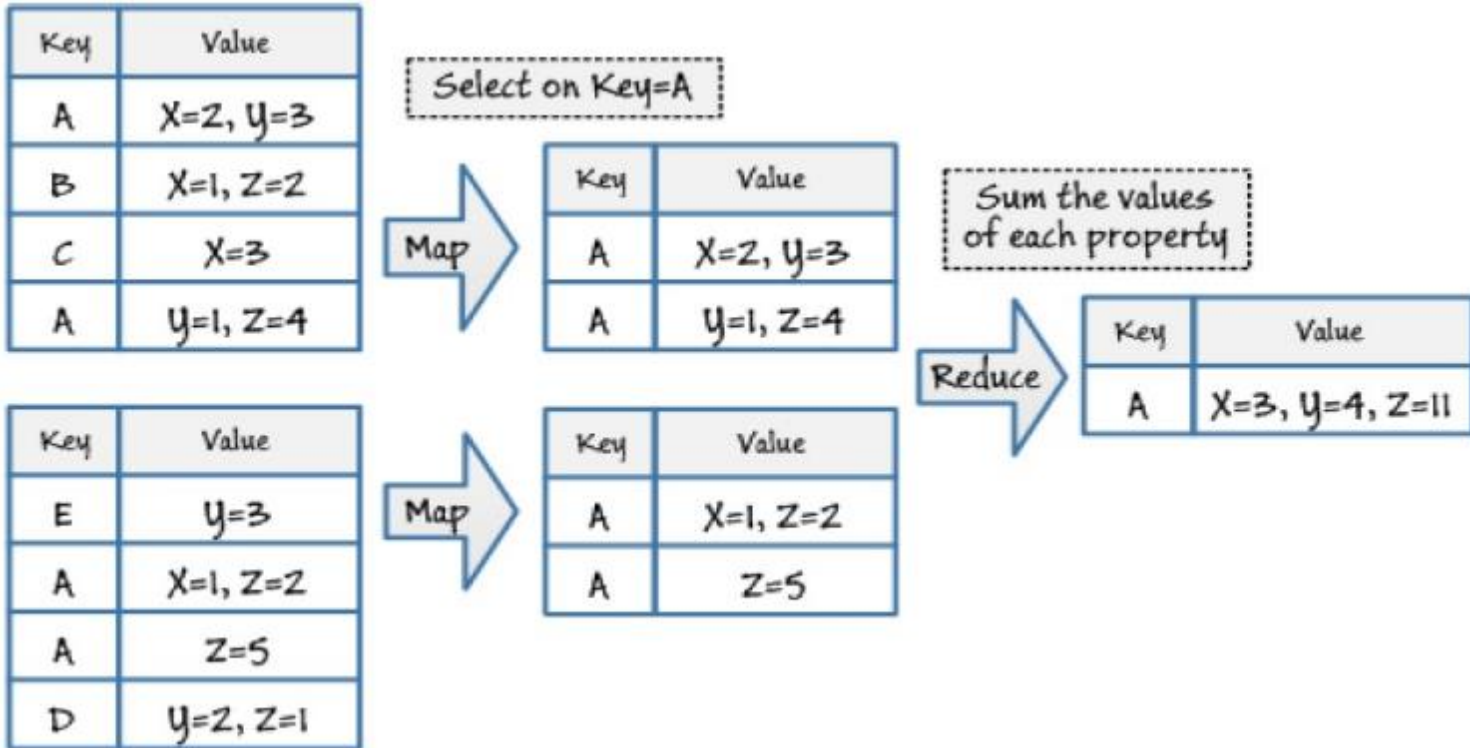 Key Value
A X=2, Y=3
B X=1, Z=2
C X=3
A Y=1, Z=4
Select on Key=A
Map
Key Value
A X=2, Y=3
A Y=1, Z=4
Sum the values
of each property
Reduce
Key Value
A X=3, Y=4, Z=11
Key Value
E Y=3
A X=1, Z=2
A Z=5
D Y=2, Z=1
Map
Key Value
A X=1, Z=2
A Z=5